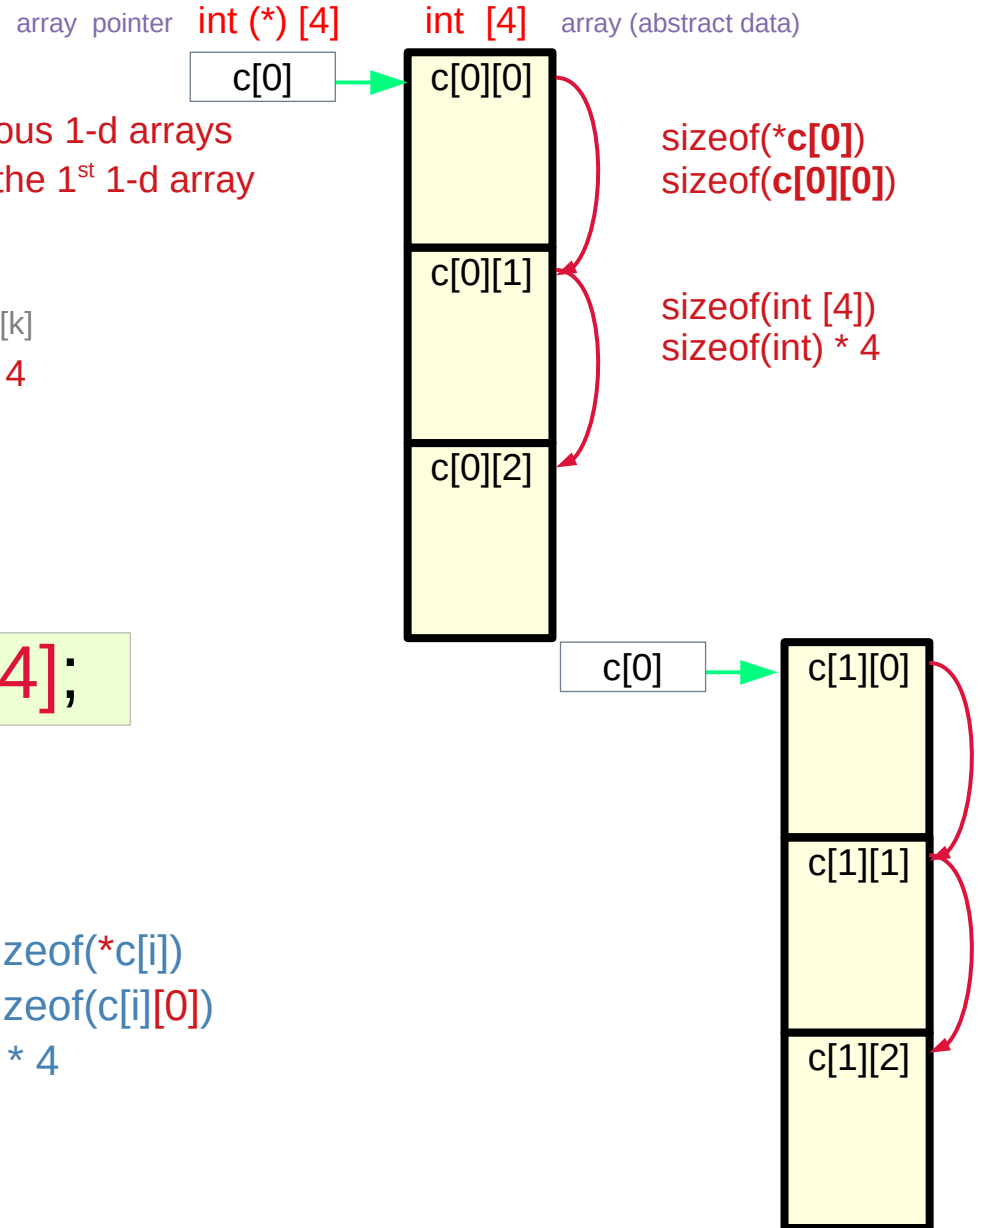 array pointer int (*) [4] int [4] array (abstract data)
c[0] c[0][0]
ous 1-d arrays
the 1st 1-d array
sizeof(*c[0])
sizeof(c[0][0])
c[0][1]
[k]
4
sizeof(int [4])
sizeof(int) * 4
c[0][2]
4];
c[0] c[1][0]
c[1][1]
zeof(*c[i])
zeof(c[i][0])
* 4
c[1][2]